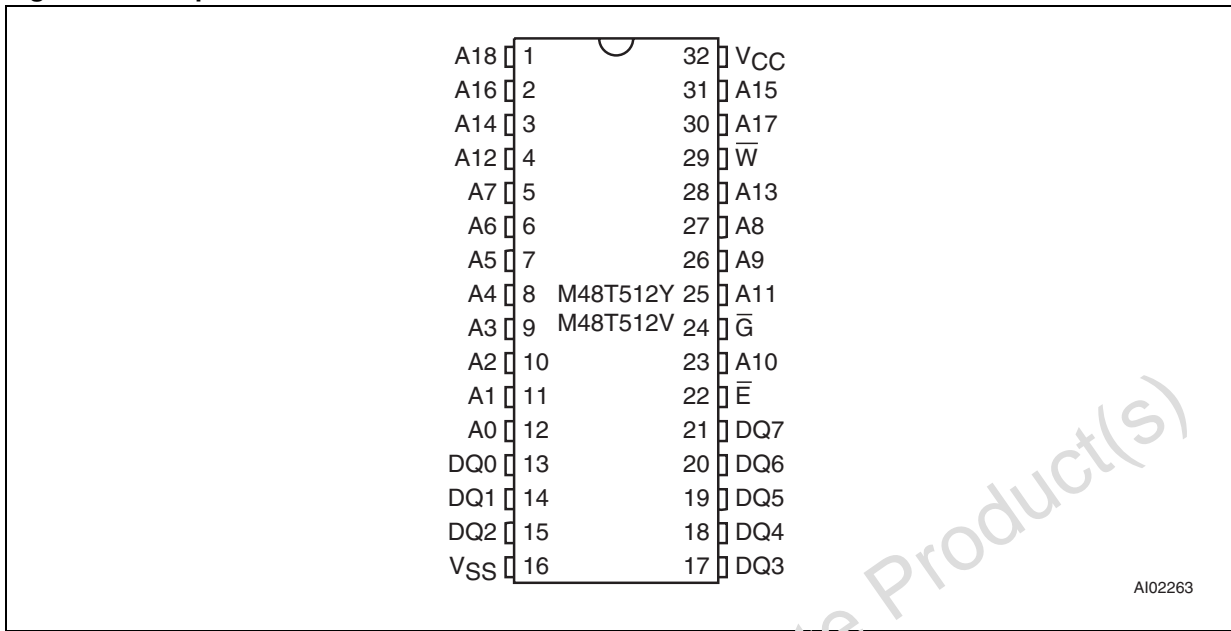 A18 1 32 VCC
A16 2 31 A15
A14 3 30 A17
A12 4 29 W̅
A7 5 28 A13
A6 6 27 A8
A5 7 26 A9
A4 8 M48T512Y 25 A11
A3 9 M48T512V 24 G̅
A2 10 23 A10
A1 11 22 E̅
A0 12 21 DQ7
DQ0 13 20 DQ6
DQ1 14 19 DQ5
DQ2 15 18 DQ4
VSS 16 17 DQ3
AI02263
Product(s)